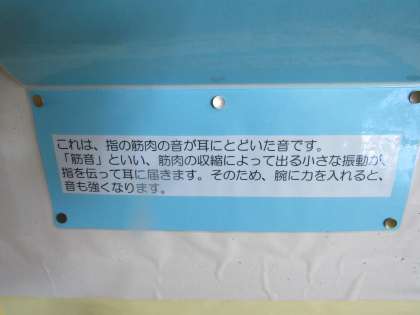 これは、指の筋肉の音が耳にとどいた音です。
「筋音」といい、筋肉の収縮によって出る小さな振動が、
指を伝って耳に届きます。そのため、腕に力を入れると、
音も強くなります。